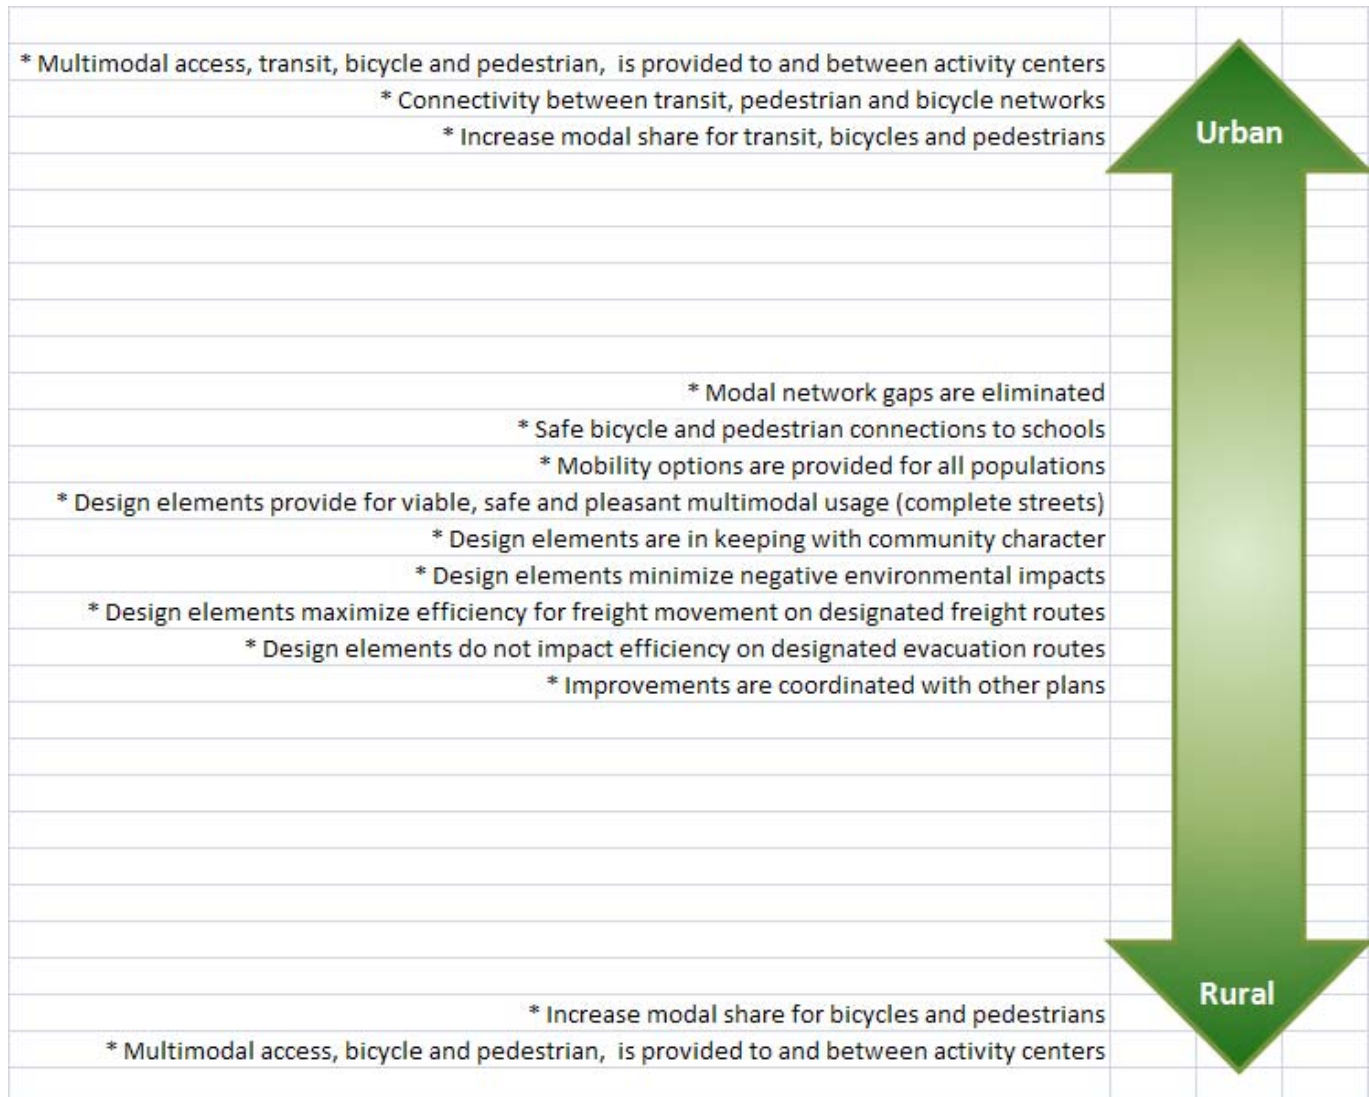 * Multimodal access, transit, bicycle and pedestrian,  is provided to and between activity centers
* Connectivity between transit, pedestrian and bicycle networks
* Increase modal share for transit, bicycles and pedestrians
Urban
* Modal network gaps are eliminated
* Safe bicycle and pedestrian connections to schools
* Mobility options are provided for all populations
* Design elements provide for viable, safe and pleasant multimodal usage (complete streets)
* Design elements are in keeping with community character
* Design elements minimize negative environmental impacts
* Design elements maximize efficiency for freight movement on designated freight routes
* Design elements do not impact efficiency on designated evacuation routes
* Improvements are coordinated with other plans
Rural
* Increase modal share for bicycles and pedestrians
* Multimodal access, bicycle and pedestrian,  is provided to and between activity centers